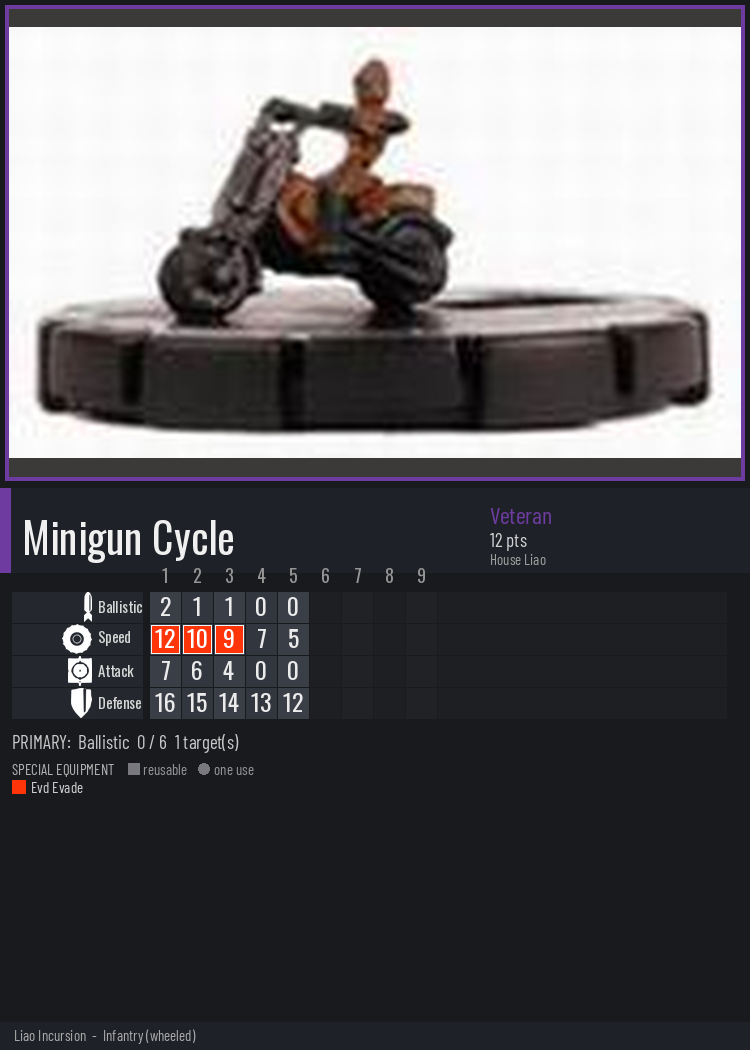 Minigun Cycle
Veteran
12 pts
House Liao
1 2 3 4 5 6 7 8 9
Ballistic 2 1 1 0 0
Speed 12 10 9 7 5
Attack 7 6 4 0 0
Defense 16 15 14 13 12
PRIMARY: Ballistic 0 / 6 1 target(s)
SPECIAL EQUIPMENT reusable one use
Evd Evade
Liao Incursion - Infantry (wheeled)